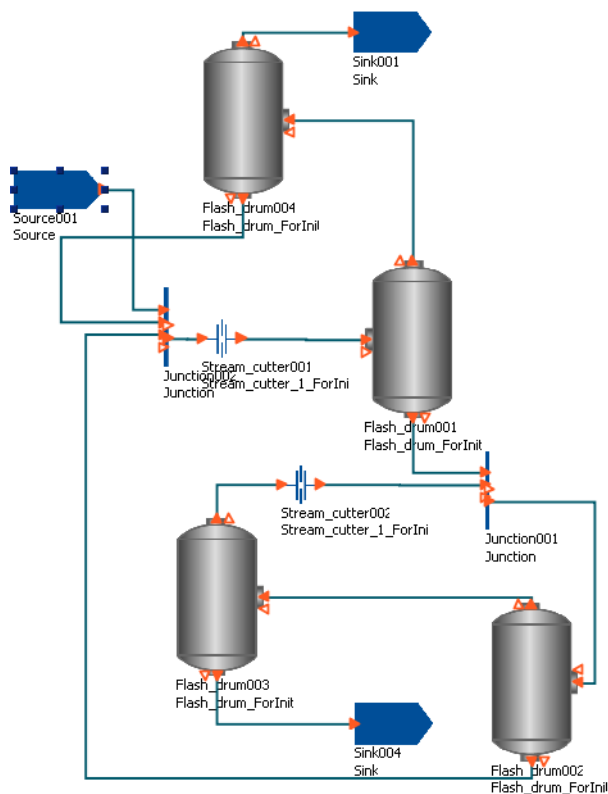 Sink001
Sink
Flash_drum004
Flash_drum_ForInit
Source001
Source
Stream_cutter001
Stream_cutter_1_ForIni
Junction002
Junction
Flash_drum001
Flash_drum_ForInit
Stream_cutter002
Stream_cutter_1_ForIni
Junction001
Junction
Flash_drum003
Flash_drum_ForInit
Sink004
Sink
Flash_drum002
Flash_drum_ForInit